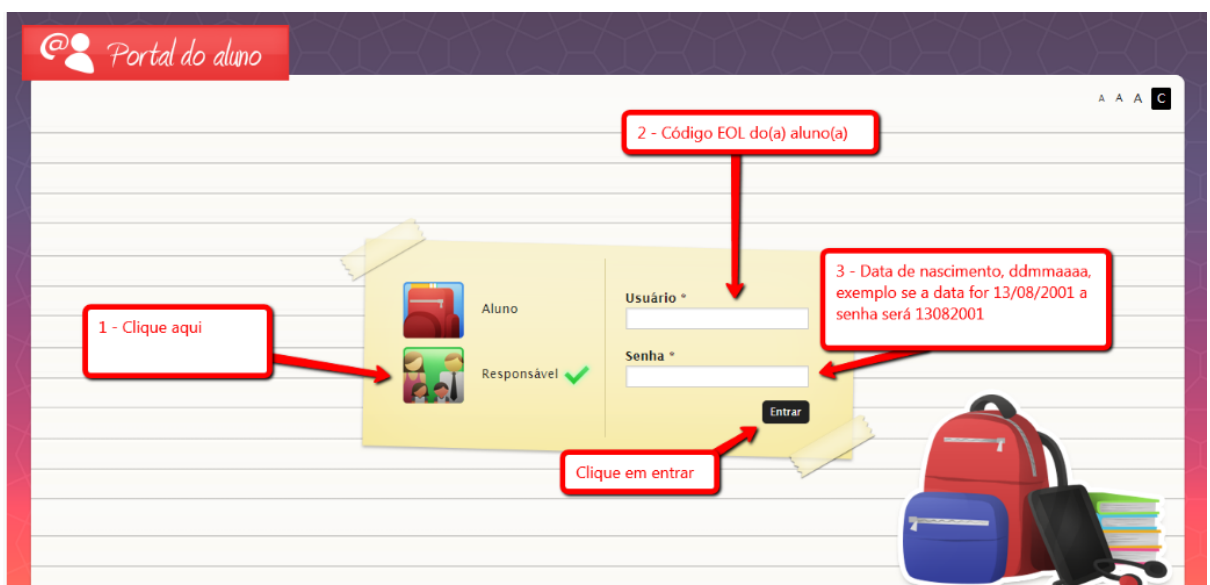 Portal do aluno
A A A C
2 - Código EOL do(a) aluno(a)
3 - Data de nascimento, ddmmaaaa,
exemplo se a data for 13/08/2001 a
senha será 13082001
1 - Clique aqui
Aluno
Responsável
Usuário *
Senha *
Entrar
Clique em entrar